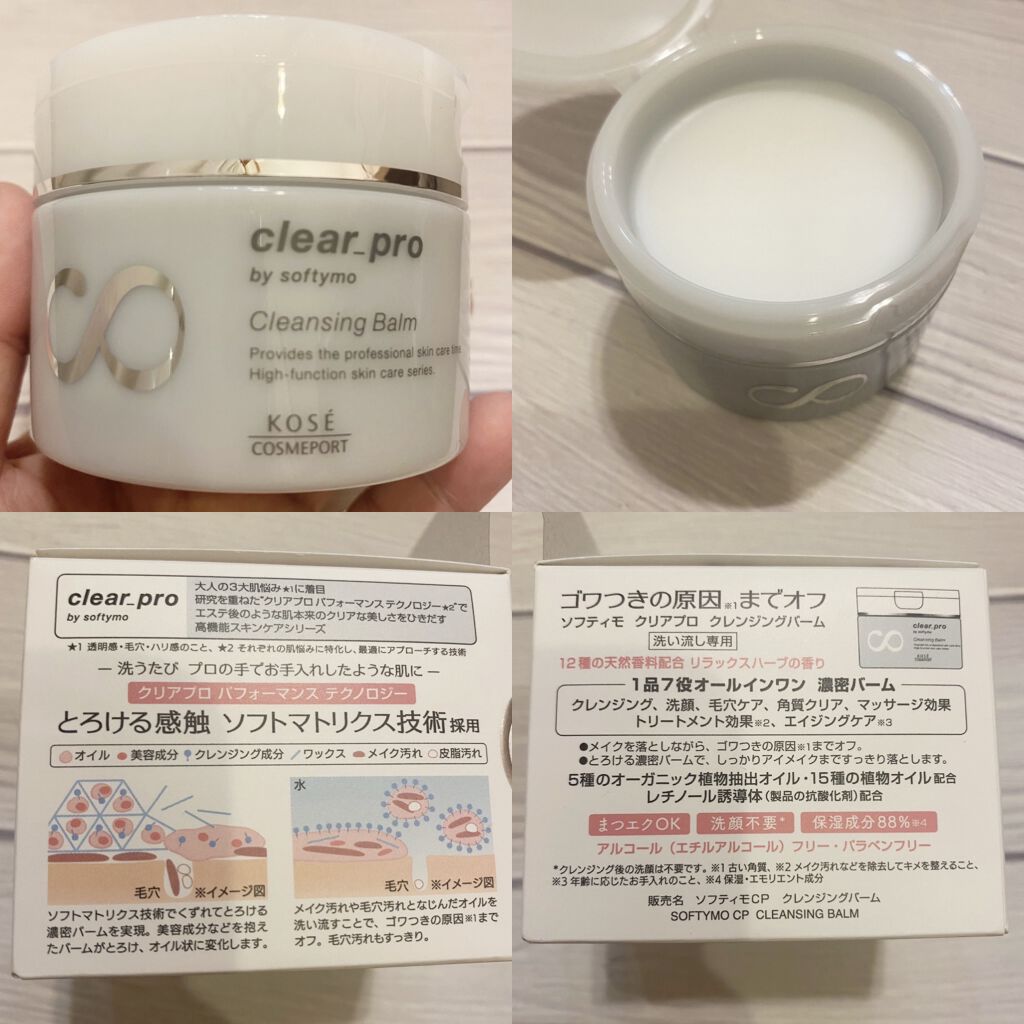 clear_pro
by softymo
Cleansing Balm
Provides the professional skin care time.
High-function skin care series.
KOSÉ
COSMEPORT
clear_pro
by softymo
大人の3大肌悩み★1に着目
研究を重ねた"クリアプロ パフォーマンス テクノロジー★2"で
エステ後のような肌本来のクリアな美しさをひきだす
高機能スキンケアシリーズ
★1 透明感・毛穴・ハリ感のこと、★2 それぞれの肌悩みに特化し、最適にアプローチする技術
― 洗うたび プロの手でお手入れしたような肌に ―
クリアプロ パフォーマンス テクノロジー
とろける感触 ソフトマトリクス技術 採用
オイル 美容成分 クレンジング成分 ワックス メイク汚れ 皮脂汚れ
毛穴 ※イメージ図
ソフトマトリクス技術でくずれてとろける
濃密バームを実現。美容成分などを抱え
たバームがとろけ、オイル状に変化します。
水
毛穴 ※イメージ図
メイク汚れや毛穴汚れとなじんだオイルを
洗い流すことで、ゴワつきの原因※1まで
オフ。毛穴汚れもすっきり。
ゴワつきの原因※1までオフ
ソフティモ クリアプロ クレンジングバーム
洗い流し専用
12種の天然香料配合 リラックスハーブの香り
clear_pro
by softymo
Cleansing Balm
1品7役オールインワン 濃密バーム
クレンジング、洗顔、毛穴ケア、角質クリア、マッサージ効果
トリートメント効果※2、エイジングケア※3
●メイクを落としながら、ゴワつきの原因※1までオフ。
●とろける濃密バームで、しっかりアイメイクまですっきり落とします。
5種のオーガニック植物抽出オイル・15種の植物オイル 配合
レチノール誘導体(製品の抗酸化剤)配合
まつエクOK 洗顔不要* 保湿成分88%※4
アルコール(エチルアルコール)フリー・パラベンフリー
*クレンジング後の洗顔は不要です。※1 古い角質、※2 メイク汚れなどを除去してキメを整えること、
※3 年齢に応じたお手入れのこと、※4 保湿・エモリエント成分
販売名 ソフティモCP クレンジングバーム
SOFTYMO CP CLEANSING BALM